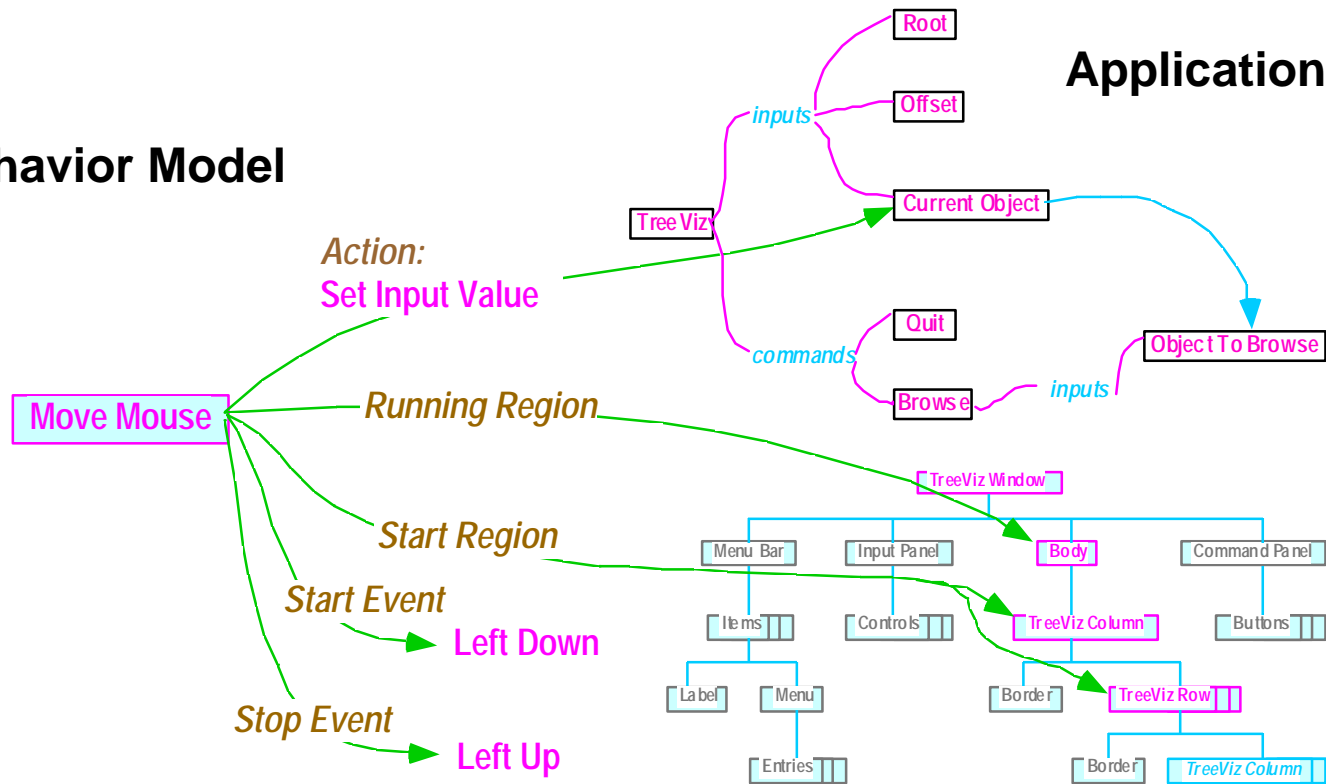 Root
Application
Offset
inputs
havior Model
Current Object
Tree Viz
Action:
Set Input Value
Quit
commands
Object To Browse
inputs
Browse
Running Region
Move Mouse
TreeViz Window
Start Region
Menu Bar
Input Panel
Body
Command Panel
Start Event
Items
Controls
TreeViz Column
Buttons
Left Down
Label
Menu
Border
TreeViz Row
Stop Event
Left Up
Entries
Border
TreeViz Column